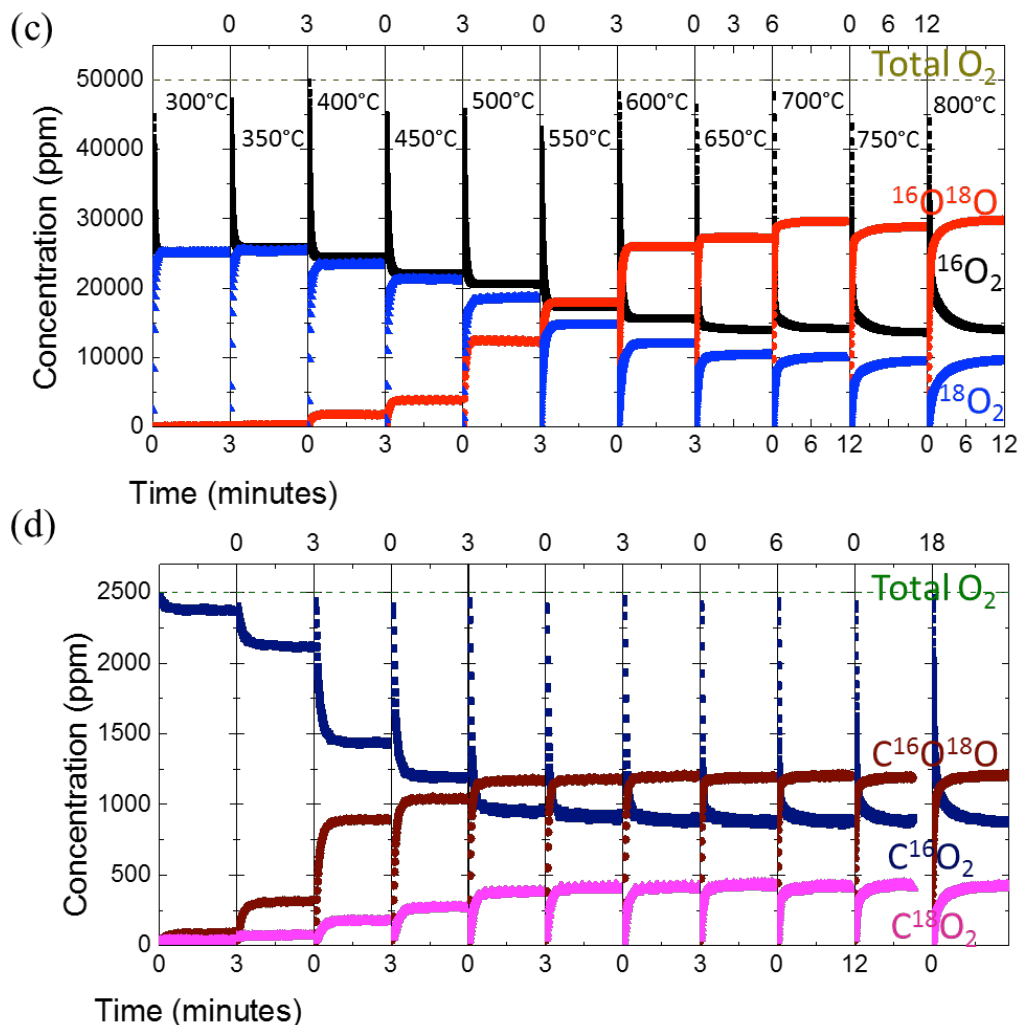 (c)
0 3 0 3 0 3 0 3 6 0 12
Total O₂
50000
300°C 400°C 500°C 600°C 700°C 800°C
350°C 450°C 550°C 650°C 750°C
40000
30000
20000
10000
0
Concentration (ppm)
¹⁶O¹⁸O
¹⁶O₂
¹⁸O₂
0 3 0 3 0 3 0 3 0 6 12 0 6 12
Time (minutes)
(d)
0 3 0 3 0 3 0 6 0 18
Total O₂
2500
2000
1500
1000
500
0
Concentration (ppm)
C¹⁶O¹⁸O
C¹⁶O₂
C¹⁸O₂
0 3 0 3 0 3 0 3 0 12 0
Time (minutes)